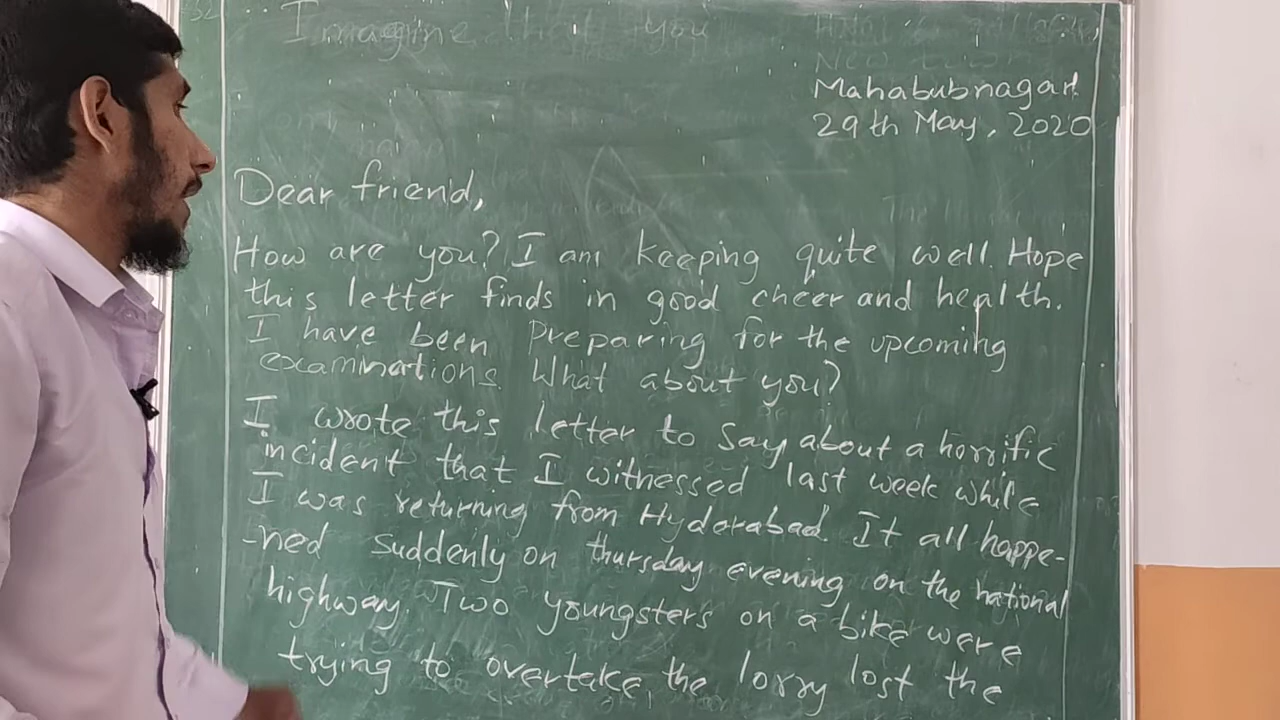 Imagine that you
Mahabubnagar.
29th May, 2020
Dear friend,
How are you? I am keeping quite well. Hope
this letter finds in good cheer and health.
I have been Preparing for the upcoming
examinations. What about you?
I wrote this letter to Say about a horrific
incident that I witnessed last week while
I was returning from Hyderabad. It all happe-
-ned suddenly on thursday evening on the national
highway. Two youngsters on a bike were
trying to overtake the lorry lost the